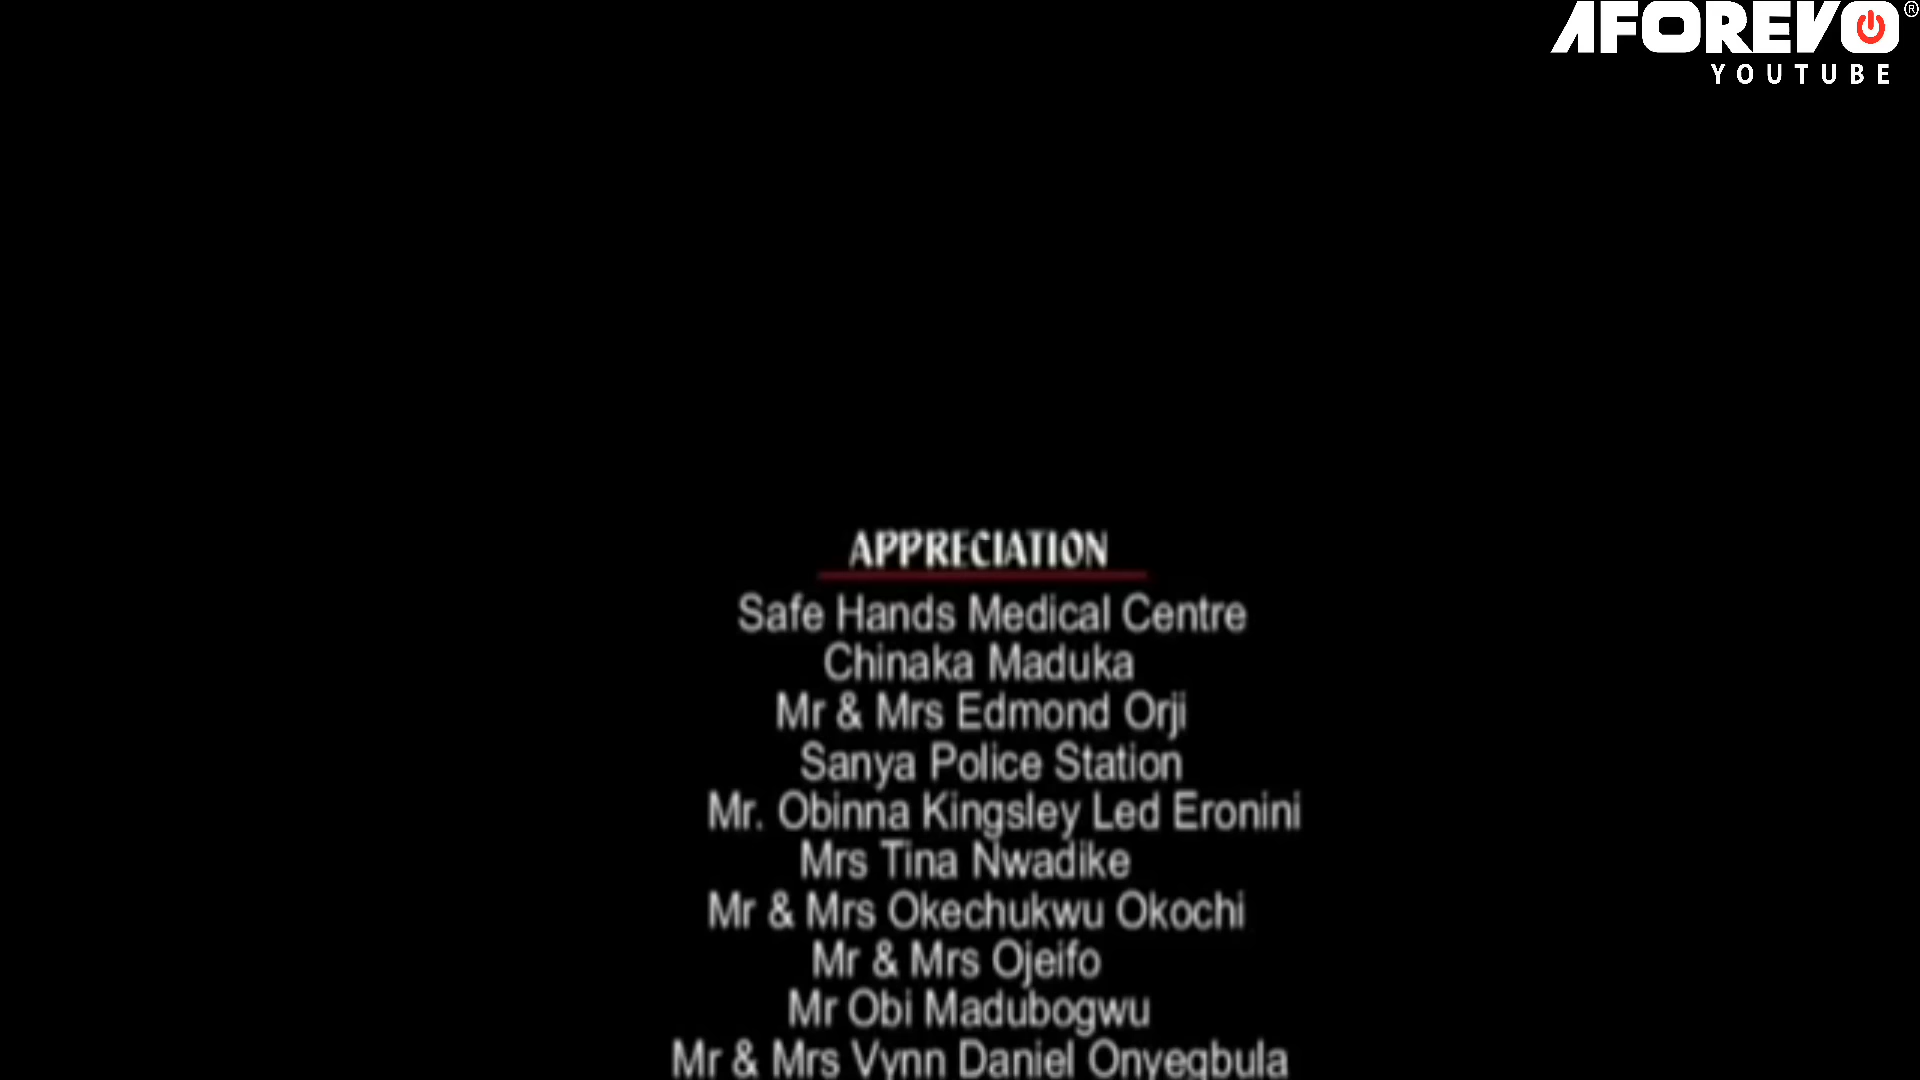 AFOREVO®
YOUTUBE
APPRECIATION
Safe Hands Medical Centre
Chinaka Maduka
Mr & Mrs Edmond Orji
Sanya Police Station
Mr. Obinna Kingsley Led Eronini
Mrs Tina Nwadike
Mr & Mrs Okechukwu Okochi
Mr & Mrs Ojeifo
Mr Obi Madubogwu
Mr & Mrs Vynn Daniel Onyegbula